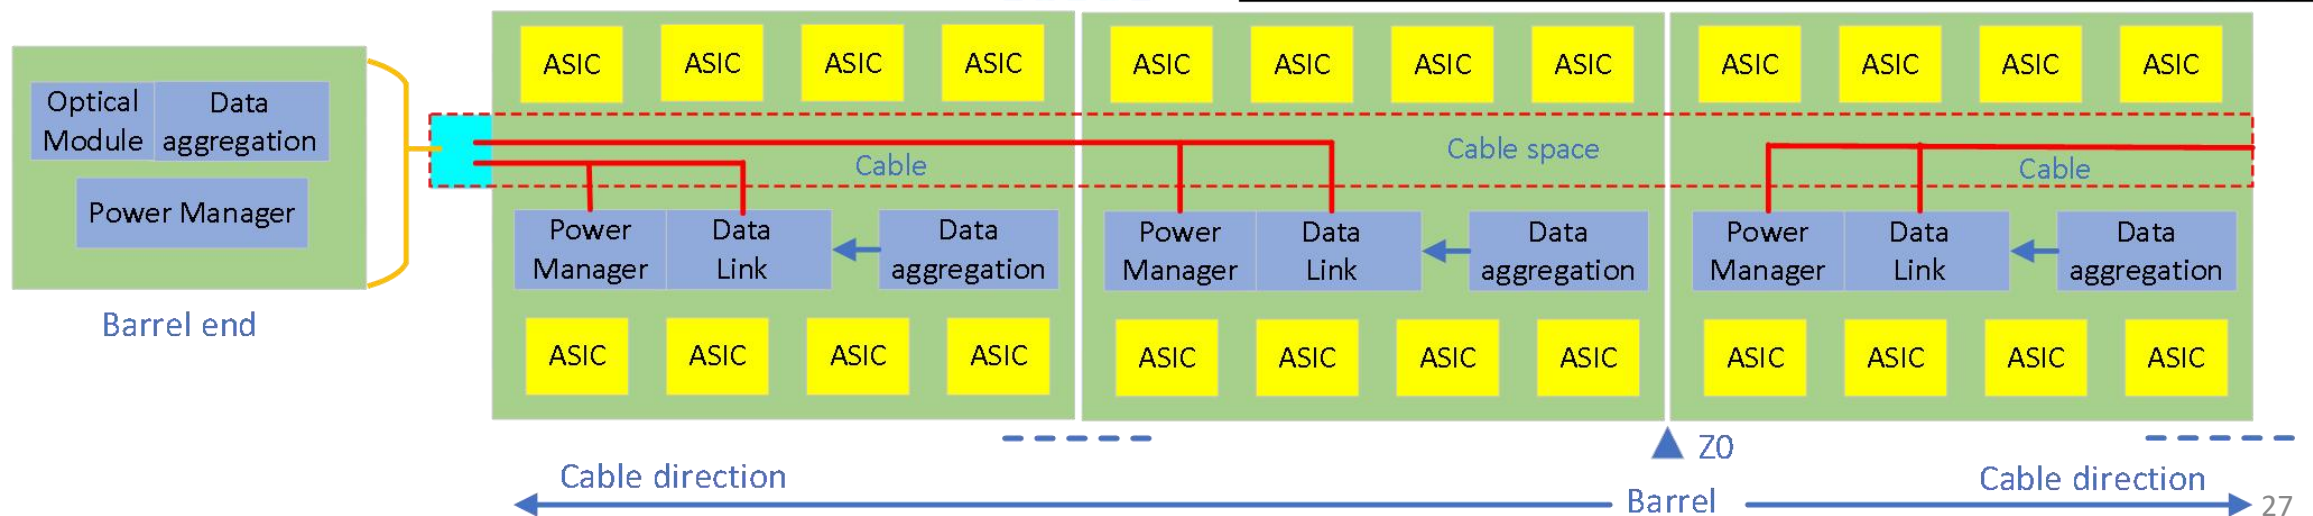 ASIC ASIC ASIC ASIC ASIC ASIC ASIC ASIC ASIC ASIC ASIC ASIC
Optical
Module
Data
aggregation
Power Manager
Barrel end
Cable
Cable space
Cable
Power
Manager
Data
Link
Data
aggregation
Power
Manager
Data
Link
Data
aggregation
Power
Manager
Data
Link
Data
aggregation
ASIC ASIC ASIC ASIC ASIC ASIC ASIC ASIC ASIC ASIC ASIC ASIC
Z0
Cable direction
Barrel
Cable direction
27